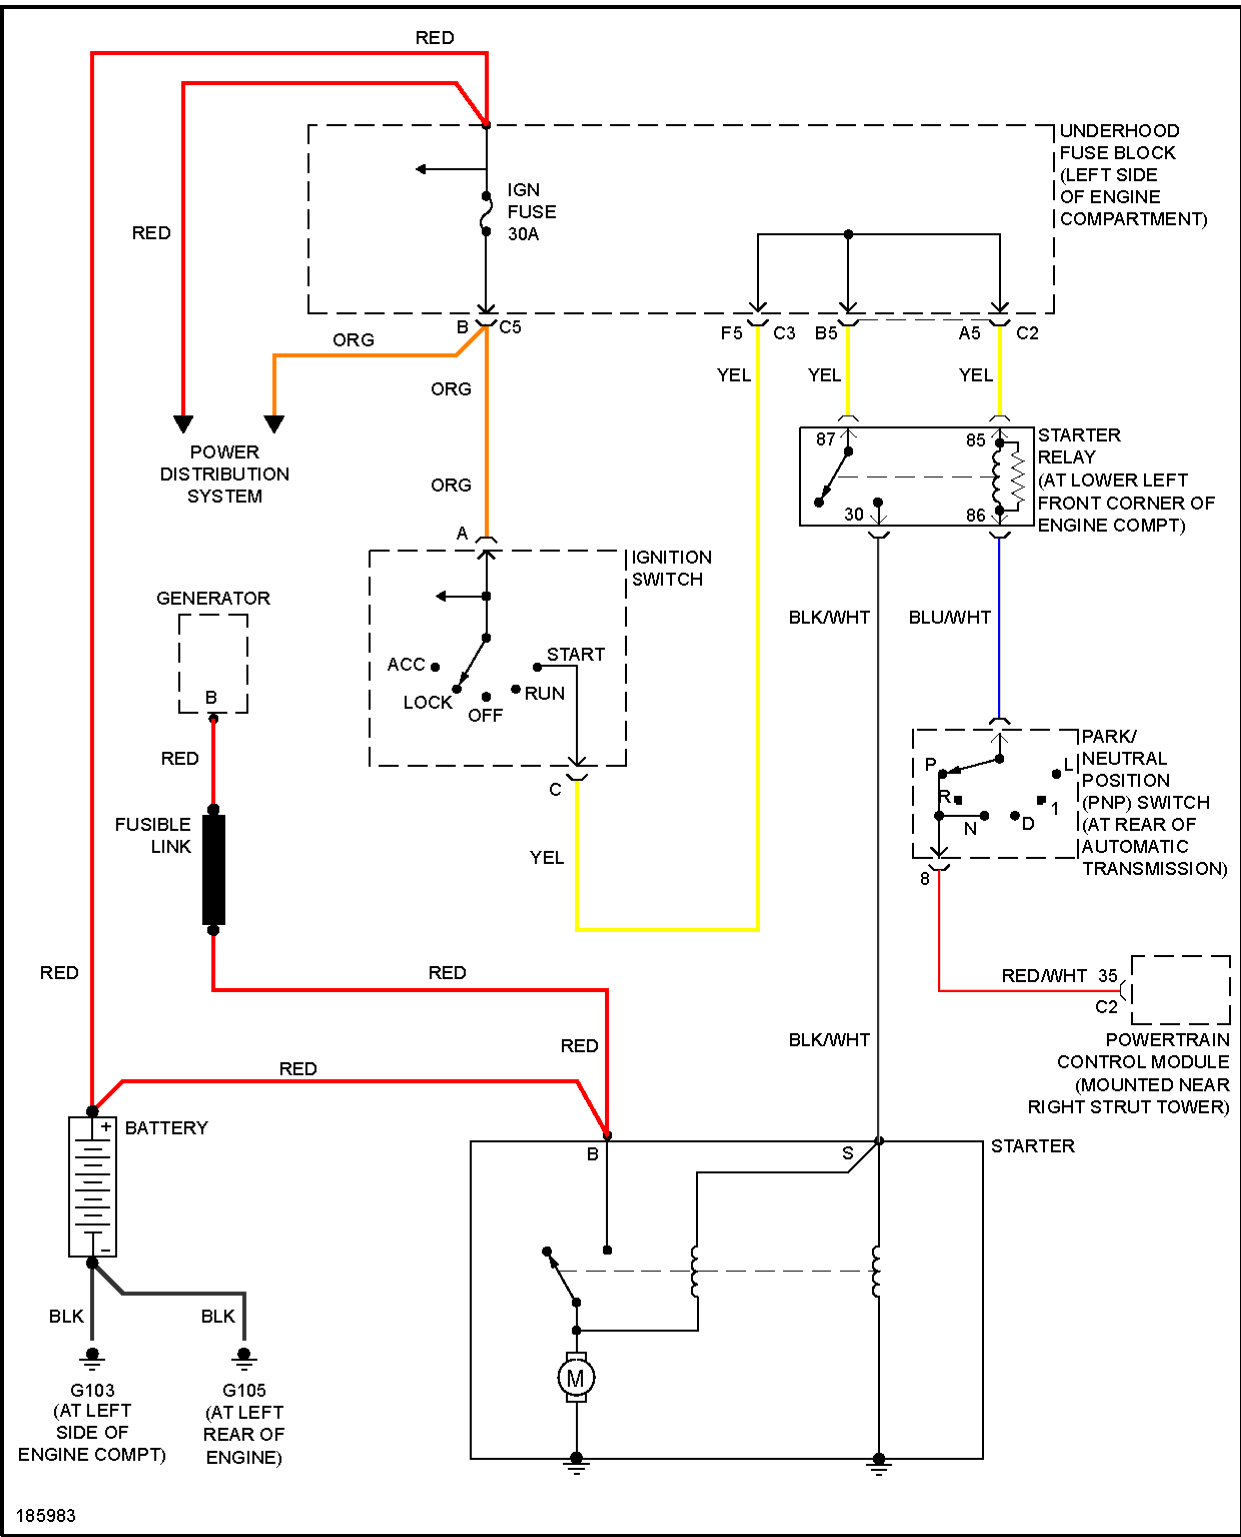 RED
UNDERHOOD
FUSE BLOCK
(LEFT SIDE
OF ENGINE
COMPARTMENT)
IGN
FUSE
30A
RED
B C5
F5 C3 B5 A5 C2
ORG
ORG
YEL YEL YEL
POWER
DISTRIBUTION
SYSTEM
ORG
87 85
30 86
STARTER
RELAY
(AT LOWER LEFT
FRONT CORNER OF
ENGINE COMPT)
A
IGNITION
SWITCH
GENERATOR
B
BLK/WHT BLU/WHT
ACC
LOCK
OFF
RUN
START
C
RED
PARK/
NEUTRAL
POSITION
(PNP) SWITCH
(AT REAR OF
AUTOMATIC
TRANSMISSION)
P
R
N
D
1
L
8
FUSIBLE
LINK
YEL
RED
RED
RED/WHT 35
C2
RED
BLK/WHT
POWERTRAIN
CONTROL MODULE
(MOUNTED NEAR
RIGHT STRUT TOWER)
RED
+
BATTERY
-
B
S
STARTER
BLK
BLK
M
G103
(AT LEFT
SIDE OF
ENGINE COMPT)
G105
(AT LEFT
REAR OF
ENGINE)
185983